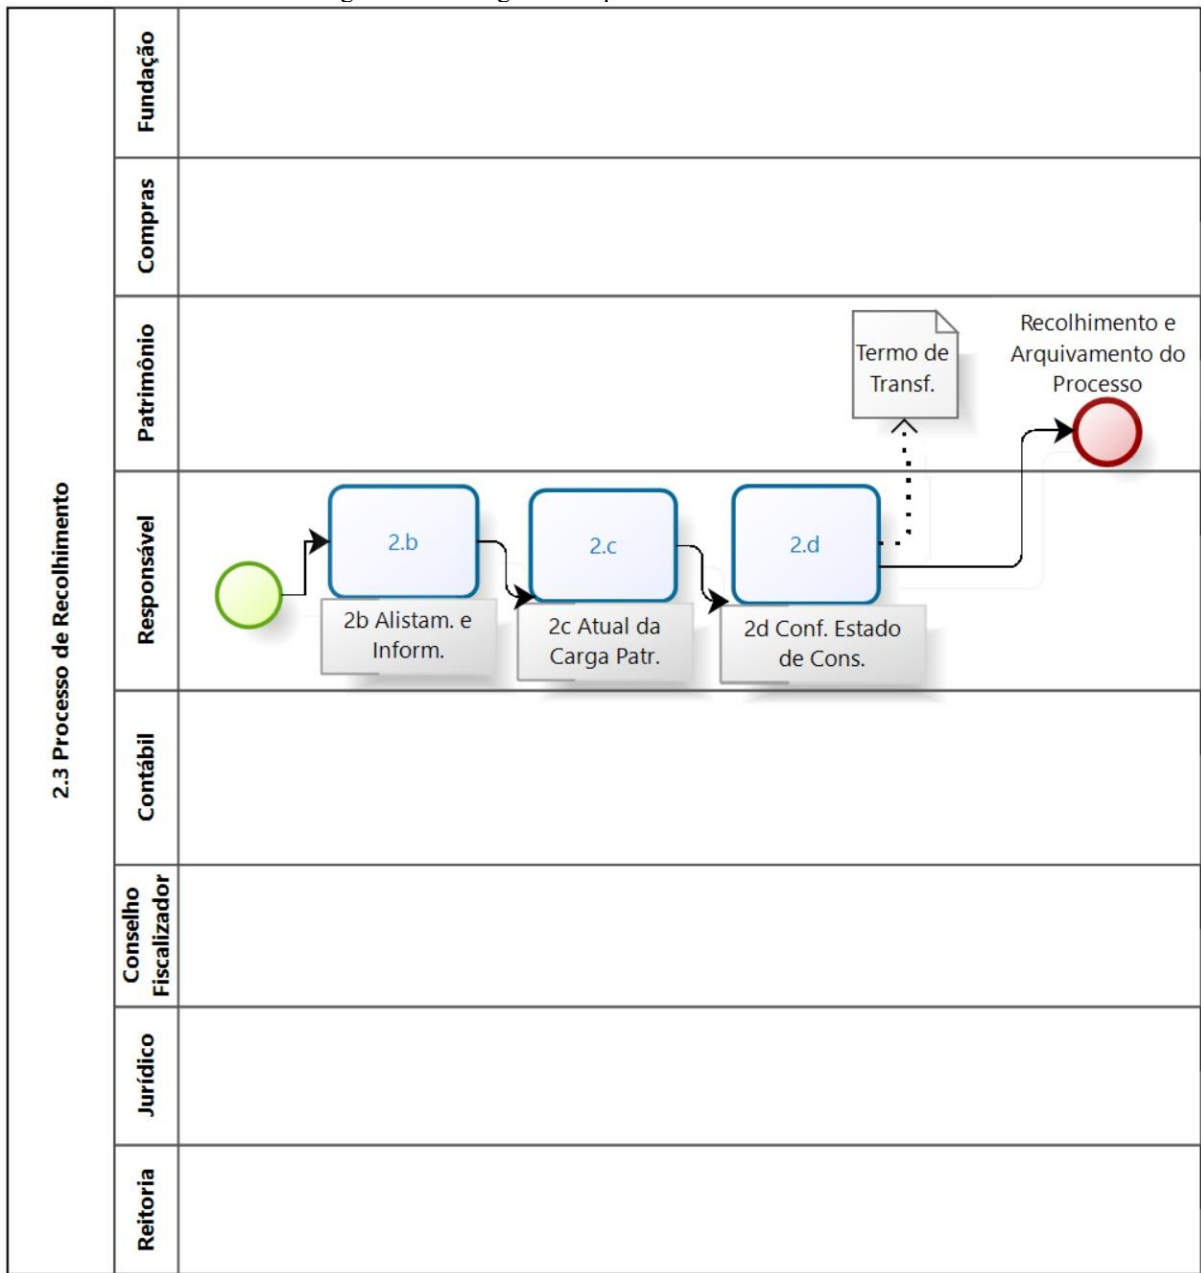 2.3 Processo de Recolhimento
Fundação
Compras
Patrimônio
Termo de
Transf.
Recolhimento e
Arquivamento do
Processo
Responsável
2.b
2b Alistam. e
Inform.
2.c
2c Atual da
Carga Patr.
2.d
2d Conf. Estado
de Cons.
Contábil
Conselho
Fiscalizador
Jurídico
Reitoria